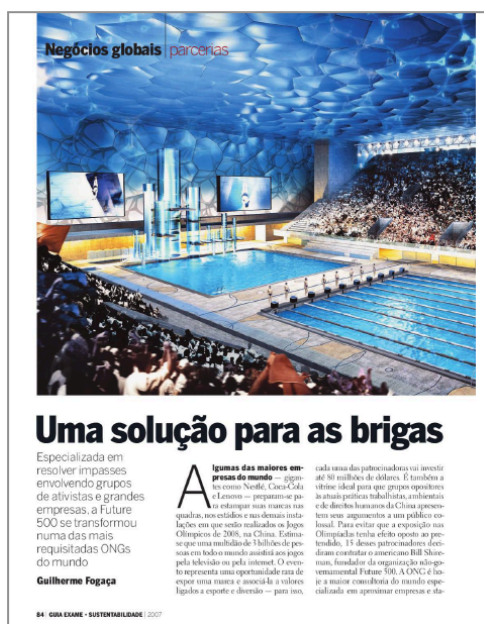 Negócios globais | parcerias
Uma solução para as brigas
Especializada em
resolver impasses
envolvendo grupos
de ativistas e grandes
empresas, a Future
500 se transformou
numa das mais
requisitadas ONGs
do mundo
Guilherme Fogaça
Algumas das maiores em-
presas do mundo — gigan-
tes como Nestlé, Coca-Cola
e Lenovo — preparam-se pa-
ra estampar suas marcas nas
quadras, nos estádios e nas demais insta-
lações em que serão realizados os Jogos
Olímpicos de 2008, na China. Estima-
se que uma multidão de 3 bilhões de pes-
soas em todo o mundo assistirá aos jogos
pela televisão ou pela internet. O even-
to representa uma oportunidade rara de
expor uma marca e associá-la a valores
ligados a esporte e diversão — para isso,
cada uma das patrocinadoras vai investir
até 80 milhões de dólares. É também a
vitrine ideal para que grupos opositores
às atuais práticas trabalhistas, ambientais
e de direitos humanos da China apresen-
tem seus argumentos a um público co-
lossal. Para evitar que a exposição nas
Olimpíadas tenha efeito oposto ao pre-
tendido, 15 desses patrocinadores deci-
diram contratar o americano Bill Shire-
man, fundador da organização não-go-
vernamental Future 500. A ONG é ho-
je a maior consultoria do mundo espe-
cializada em aproximar empresas e sta-
84 | GUIA EXAME • SUSTENTABILIDADE | 2007